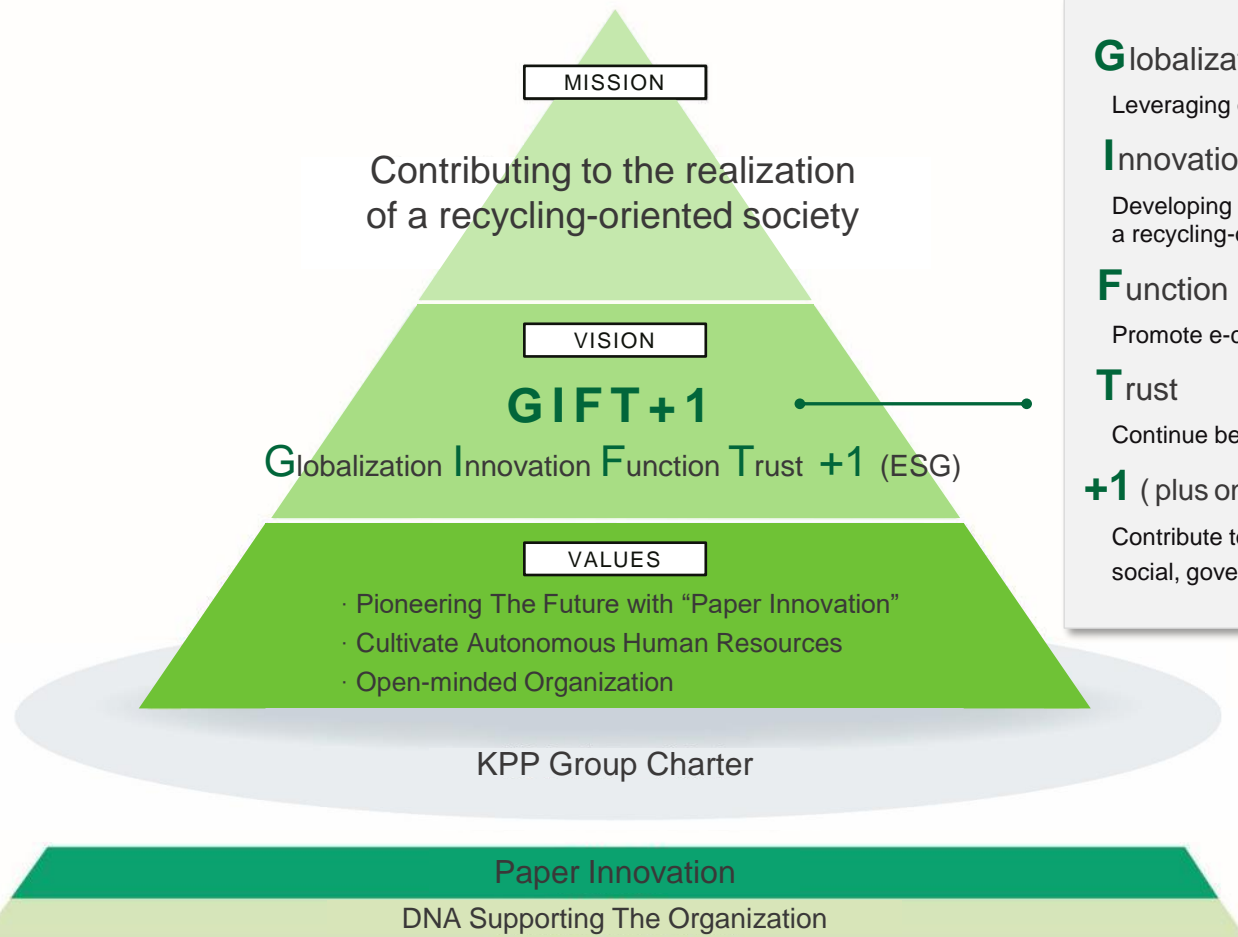 MISSION
Contributing to the realization
of a recycling-oriented society
VISION
GIFT+1
Globalization Innovation Function Trust +1 (ESG)
VALUES
· Pioneering The Future with “Paper Innovation”
· Cultivate Autonomous Human Resources
· Open-minded Organization
KPP Group Charter
Paper Innovation
DNA Supporting The Organization
Leveraging
Developing
Function
Promote
Trust
Continue
+1 ( plus
Contribute
social,